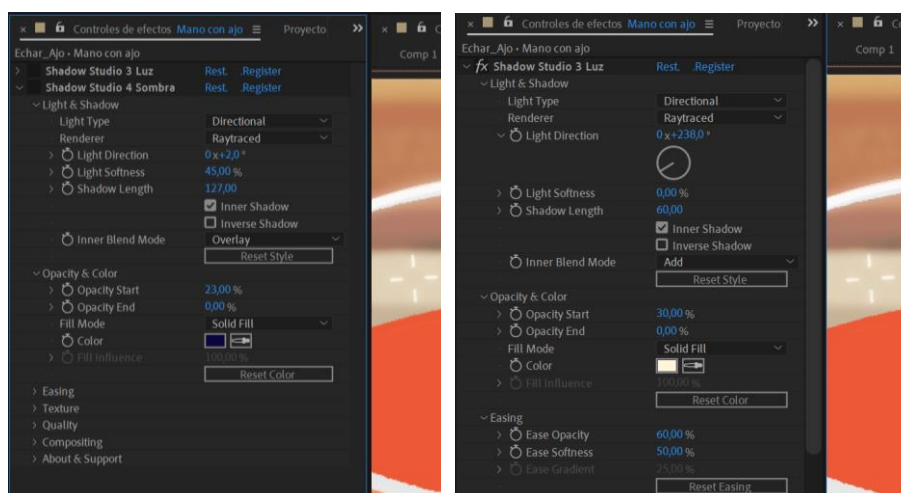 × Controles de efectos Mano con ajo ≡ Proyecto »
Echar_Ajo • Mano con ajo
Shadow Studio 3 Luz Rest. .Register
Shadow Studio 4 Sombra Rest. .Register
Light & Shadow
Light Type Directional
Renderer Raytraced
Light Direction 0x+2,0°
Light Softness 45,00 %
Shadow Length 127,00
Inner Shadow
Inverse Shadow
Inner Blend Mode Overlay
Reset Style
Opacity & Color
Opacity Start 23,00 %
Opacity End 0,00 %
Fill Mode Solid Fill
Color
Fill Influence 100,00 %
Reset Color
Easing
Texture
Quality
Compositing
About & Support
× C
Comp 1
× Controles de efectos Mano con ajo ≡ Proyecto »
Echar_Ajo • Mano con ajo
fx Shadow Studio 3 Luz Rest. .Register
Light & Shadow
Light Type Directional
Renderer Raytraced
Light Direction 0x+238,0°
Light Softness 0,00 %
Shadow Length 60,00
Inner Shadow
Inverse Shadow
Inner Blend Mode Add
Reset Style
Opacity & Color
Opacity Start 30,00 %
Opacity End 0,00 %
Fill Mode Solid Fill
Color
Fill Influence 100,00 %
Reset Color
Easing
Ease Opacity 60,00 %
Ease Softness 50,00 %
Ease Gradient 25,00 %
Reset Easing
× Co
Comp 1